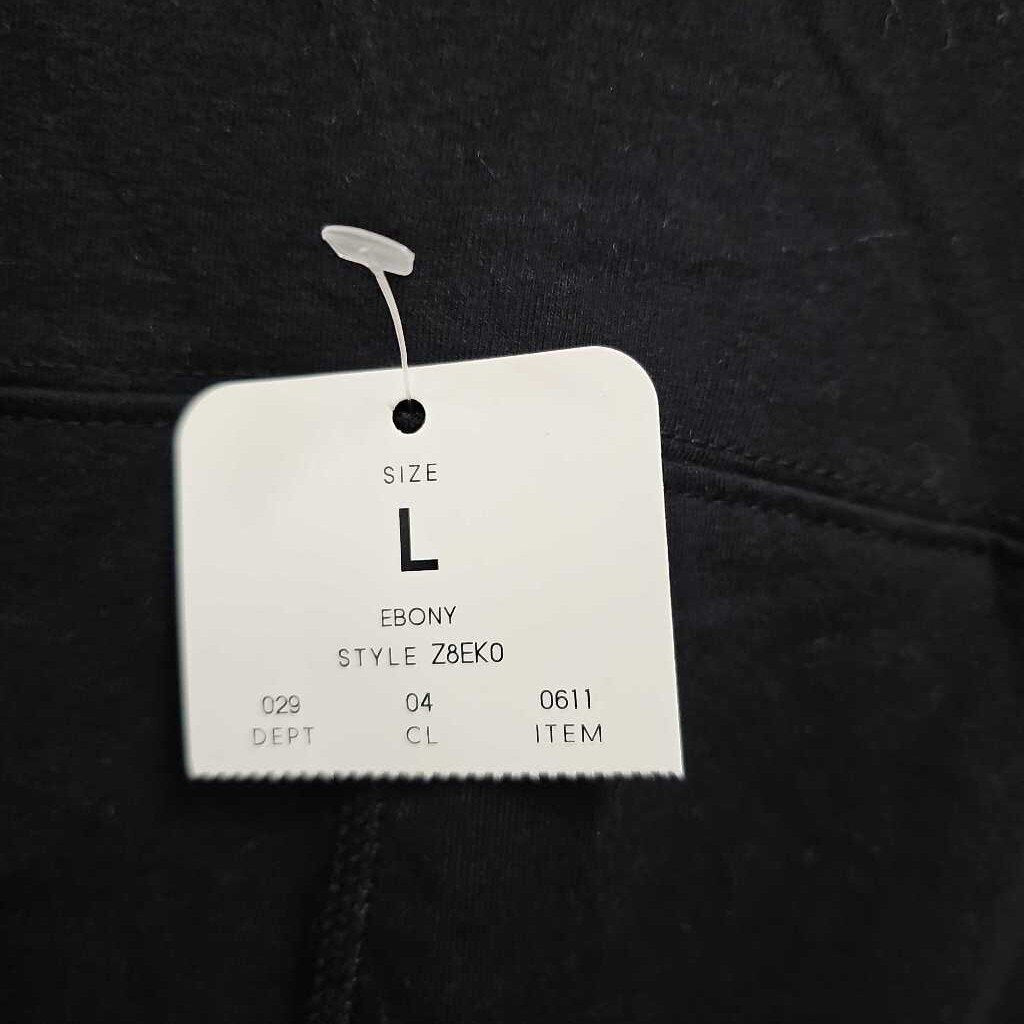 SIZE
L
EBONY
STYLE Z8EK0
029 04 0611
DEPT CL ITEM